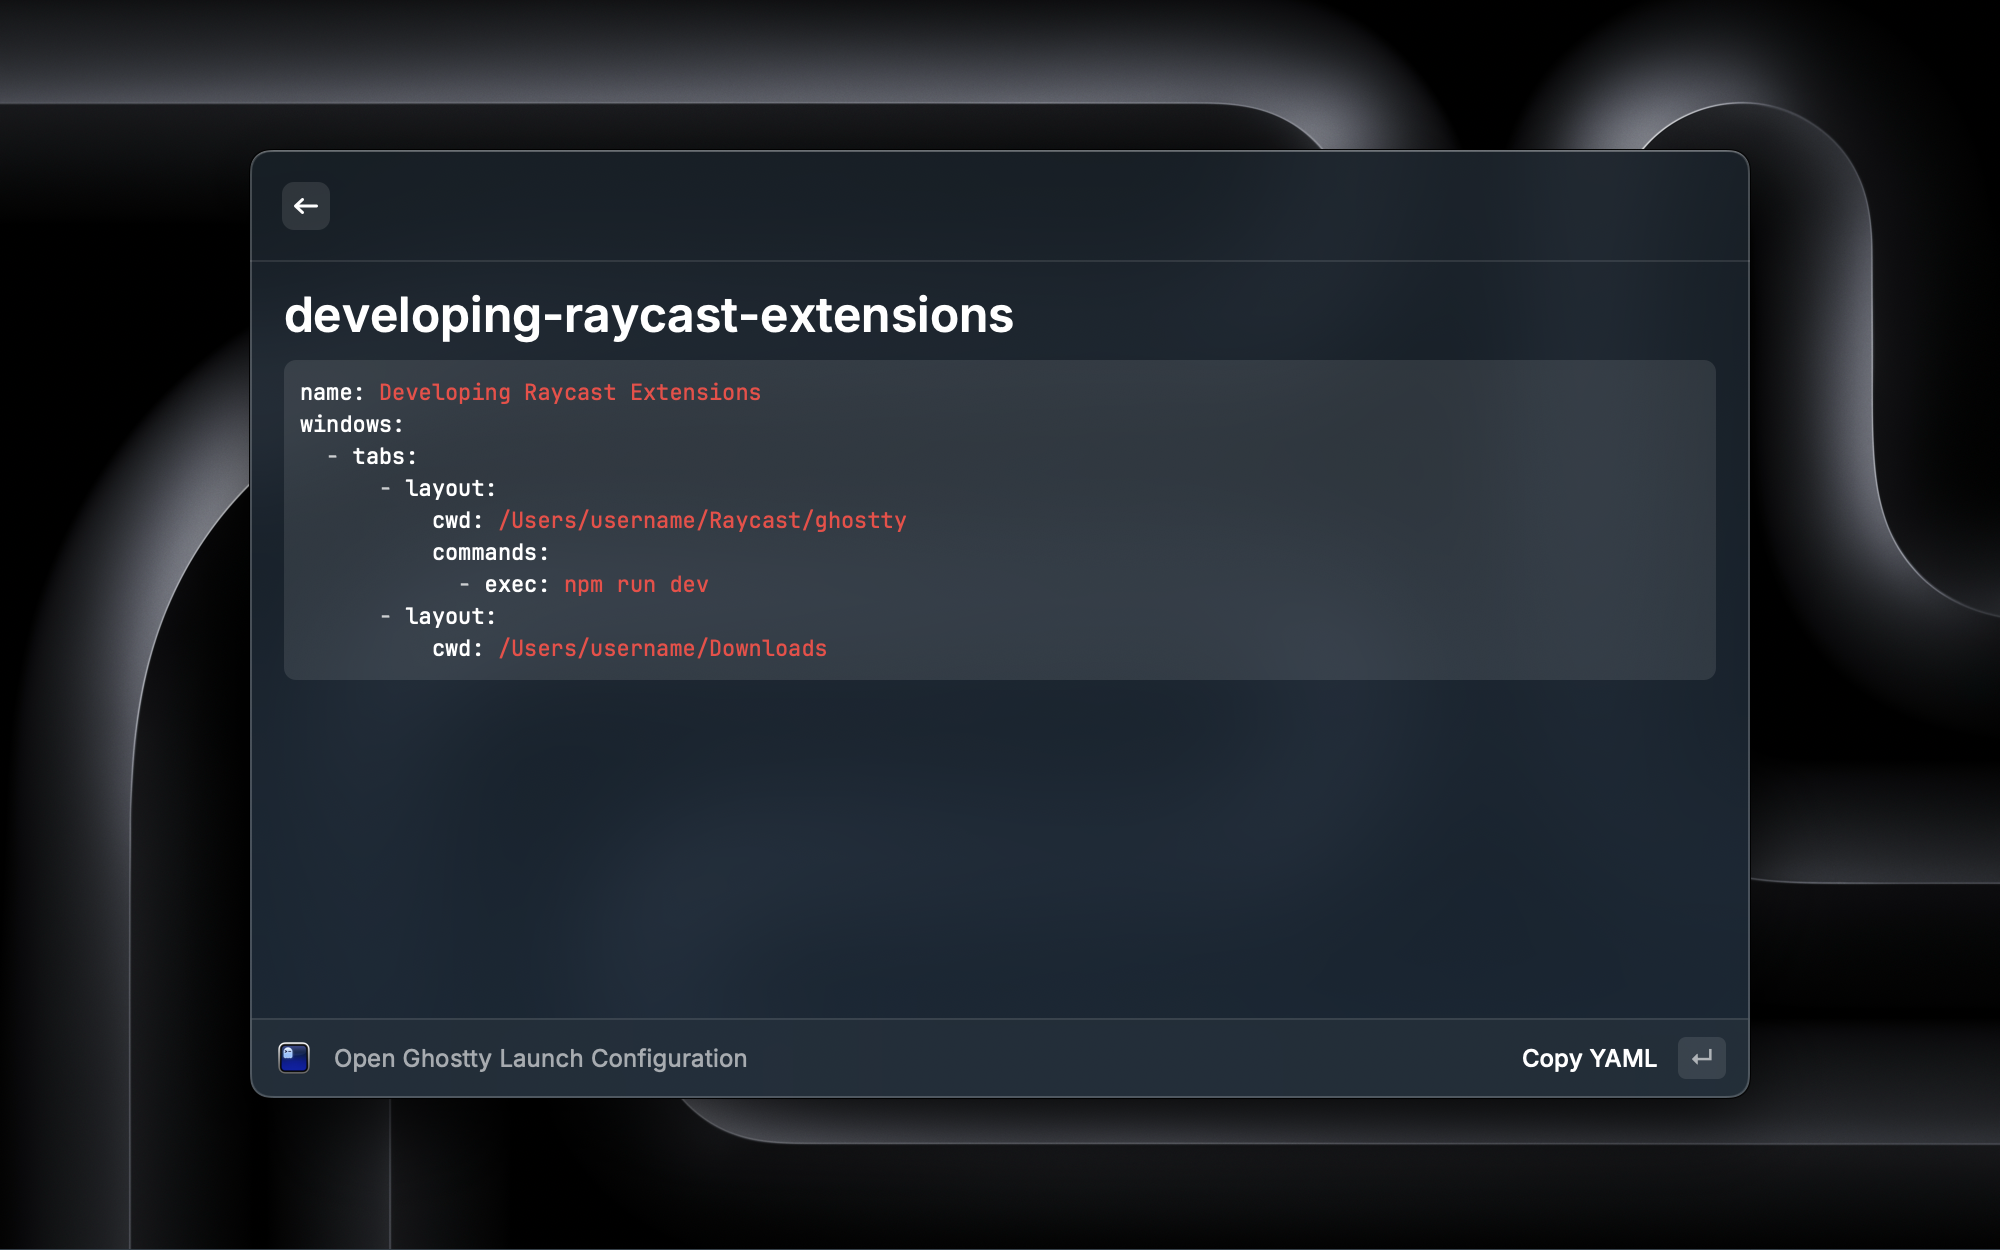 developing-raycast-extensions
name: Developing Raycast Extensions
windows:
  - tabs:
      - layout:
          cwd: /Users/username/Raycast/ghostty
          commands:
            - exec: npm run dev
      - layout:
          cwd: /Users/username/Downloads
Open Ghostty Launch Configuration
Copy YAML